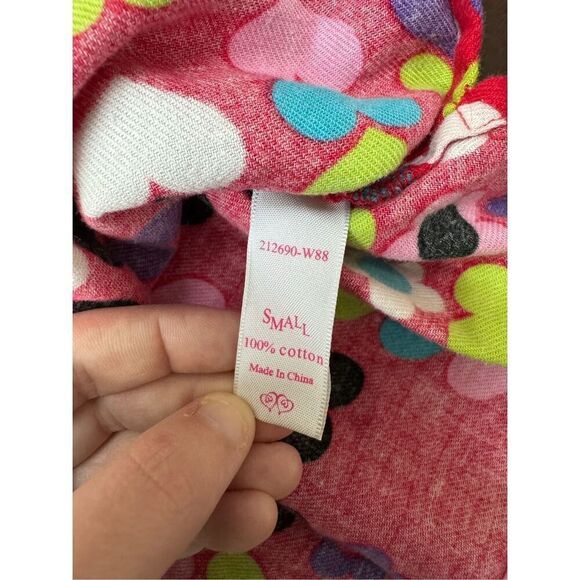 212690-W88
SMALL
100% cotton
Made In China